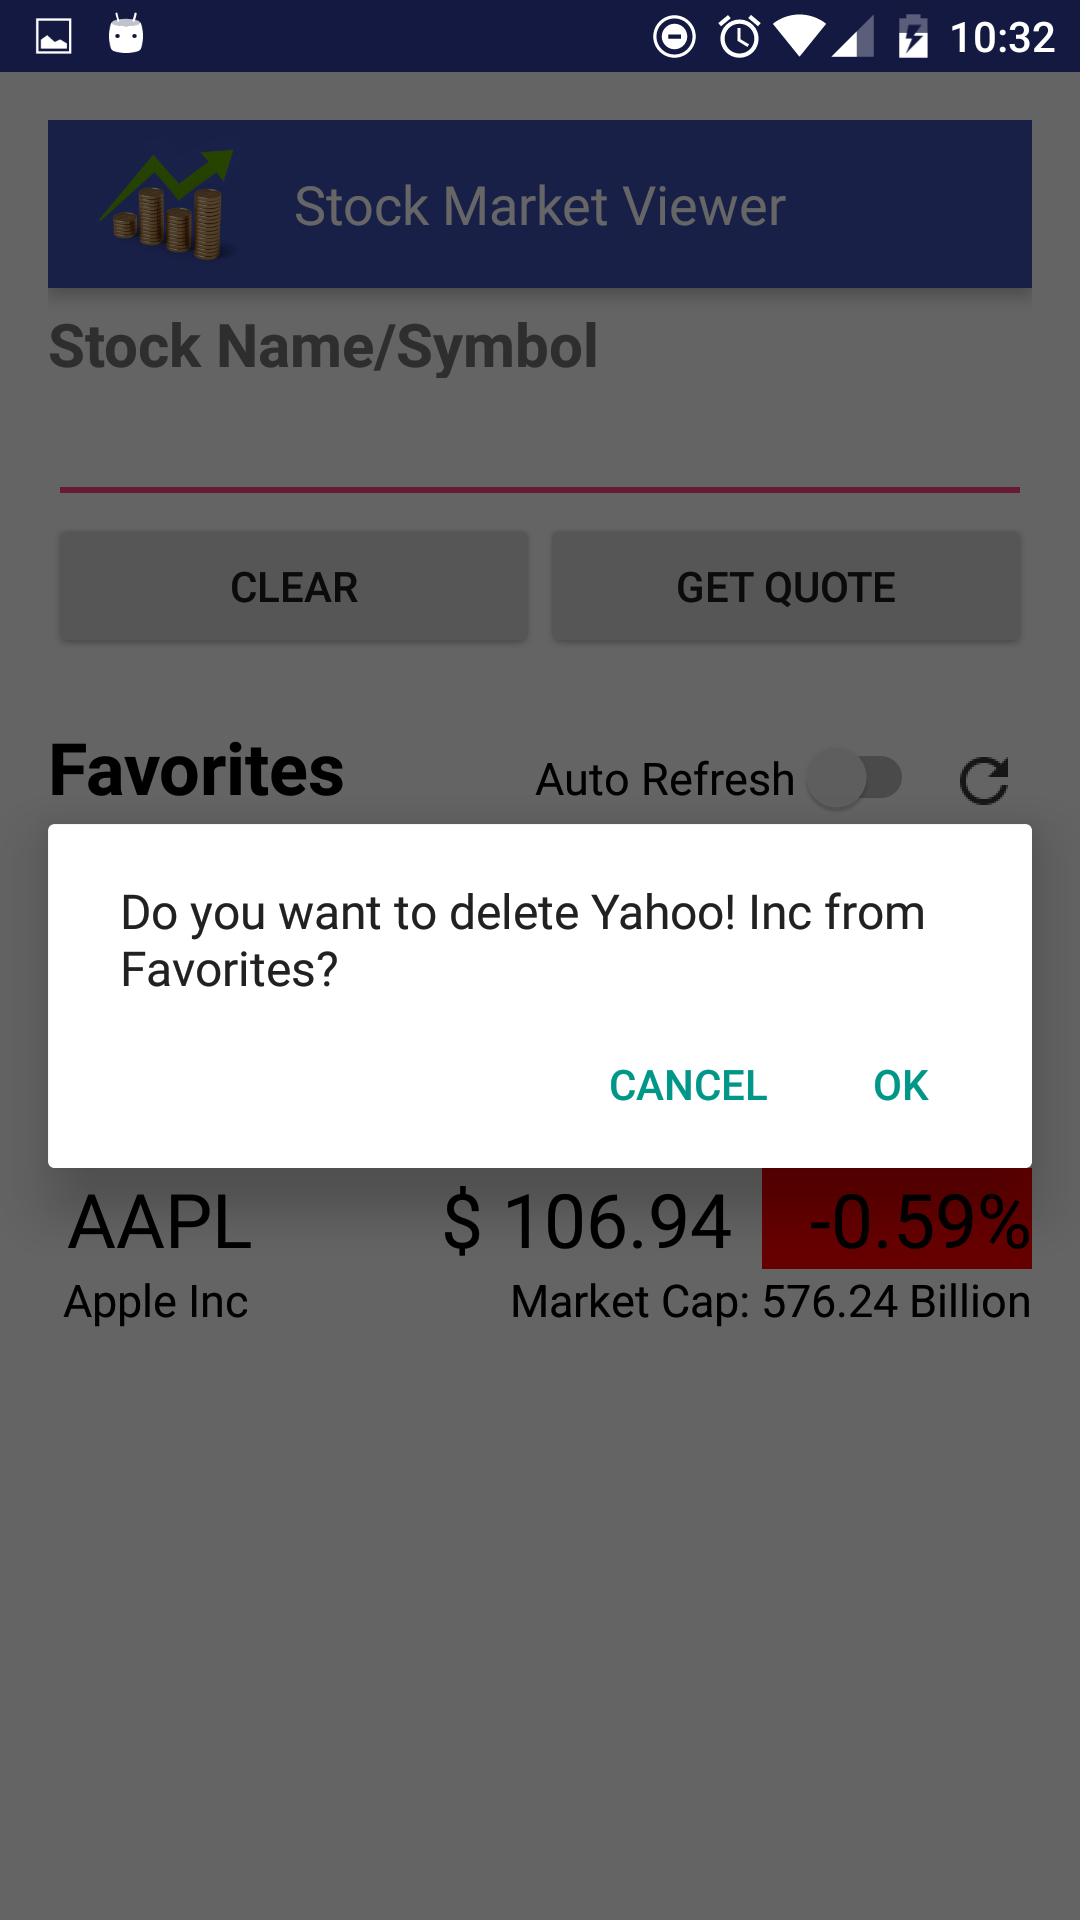 10:32
Stock Market Viewer
Stock Name/Symbol
CLEAR GET QUOTE
Favorites Auto Refresh
Do you want to delete Yahoo! Inc from
Favorites?
CANCEL OK
AAPL $ 106.94 -0.59%
Apple Inc Market Cap: 576.24 Billion